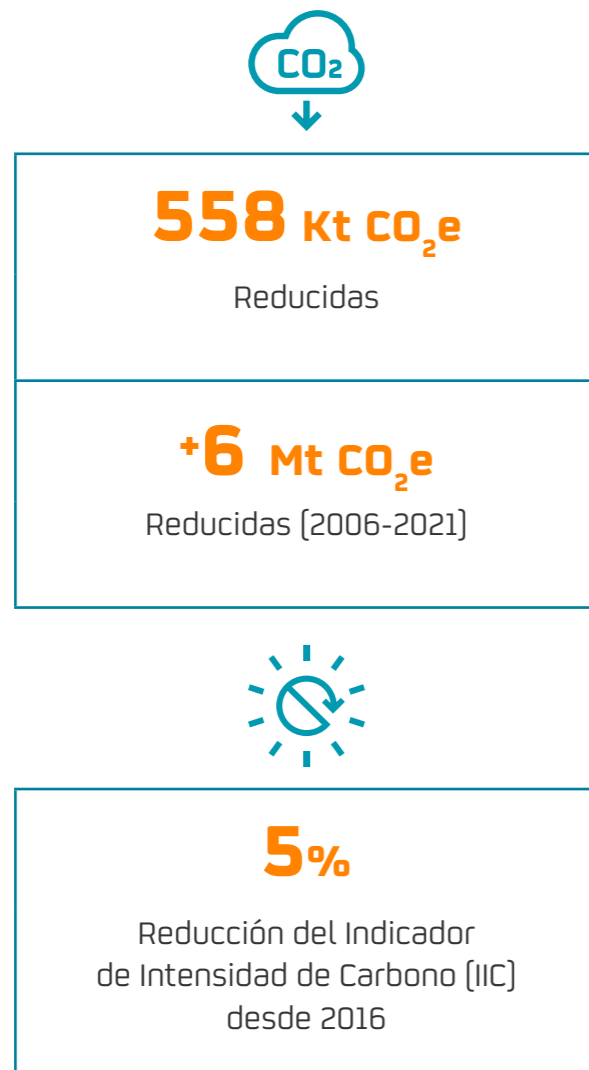 CO₂
558 Kt CO₂e
Reducidas
+6 Mt CO₂e
Reducidas (2006-2021)
5%
Reducción del Indicador
de Intensidad de Carbono (IIC)
desde 2016